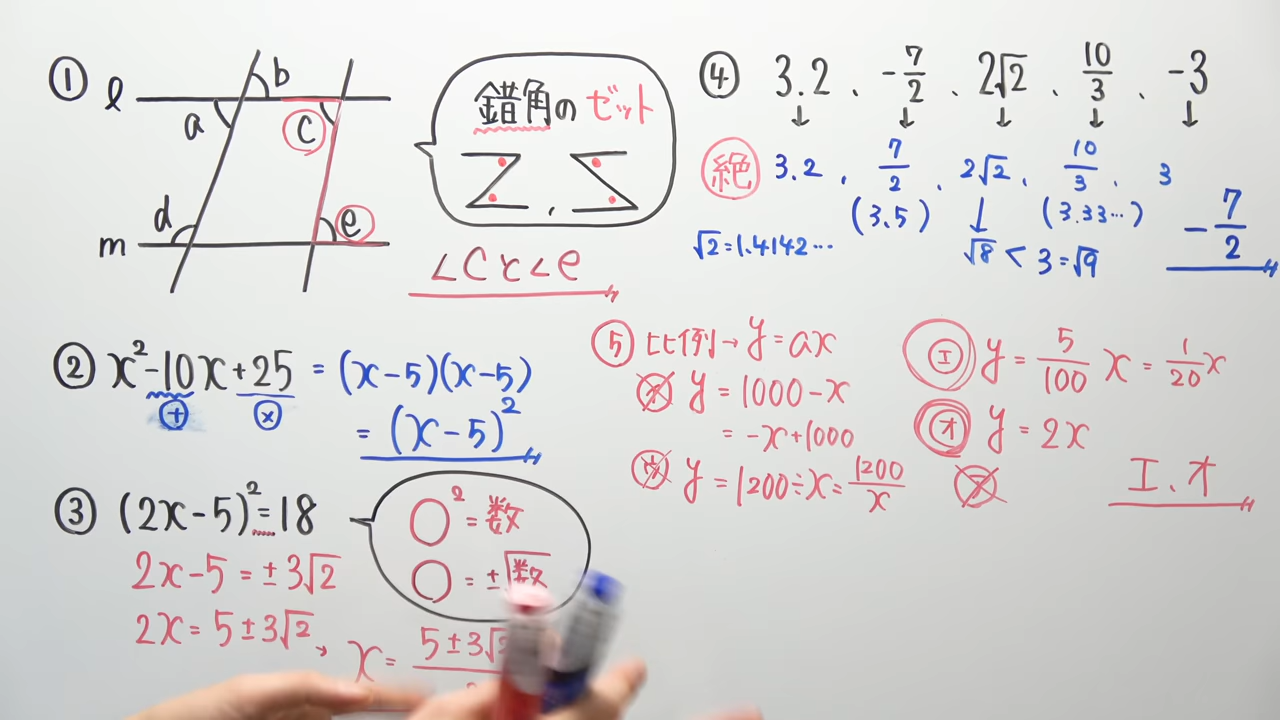 ① ℓ a b c
d e m
錯角のゼット
,
∠cと∠e
② x²-10x+25 = (x-5)(x-5)
+ ×
= (x-5)²
③ (2x-5)²=18
2x-5=±3√2
2x=5±3√2
x= 5±3√
○²=数
○=±√数
④ 3.2 、 -7/2 、 2√2 、 10/3 、 -3
↓ ↓ ↓ ↓ ↓
絶 3.2 、 7/2 、 2√2 、 10/3 、 3
(3.5) ↓ (3.33…)
√2=1.4142… √8 < 3=√9
-7/2
⑤ 比例→y=ax
y=1000-x
=-x+1000
ウ y=1200÷x=1200/x
エ y=5/100x=1/20x
オ y=2x
エ.オ